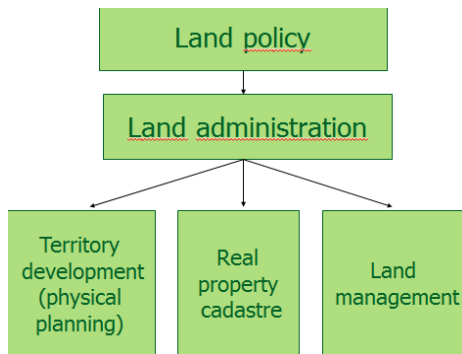 Land policy
Land administration
Territory
development
(physical
planning)
Real
property
cadastre
Land
management